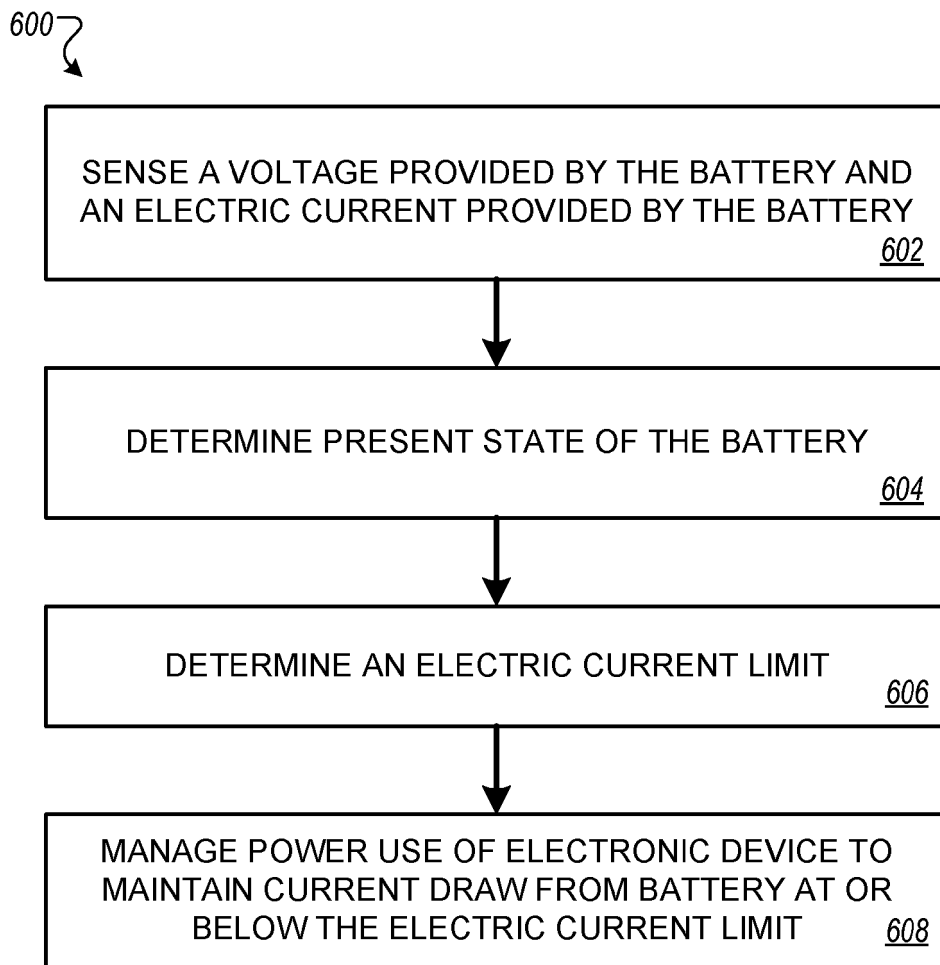 600
SENSE A VOLTAGE PROVIDED BY THE BATTERY AND
AN ELECTRIC CURRENT PROVIDED BY THE BATTERY
602
DETERMINE PRESENT STATE OF THE BATTERY
604
DETERMINE AN ELECTRIC CURRENT LIMIT
606
MANAGE POWER USE OF ELECTRONIC DEVICE TO
MAINTAIN CURRENT DRAW FROM BATTERY AT OR
BELOW THE ELECTRIC CURRENT LIMIT
608